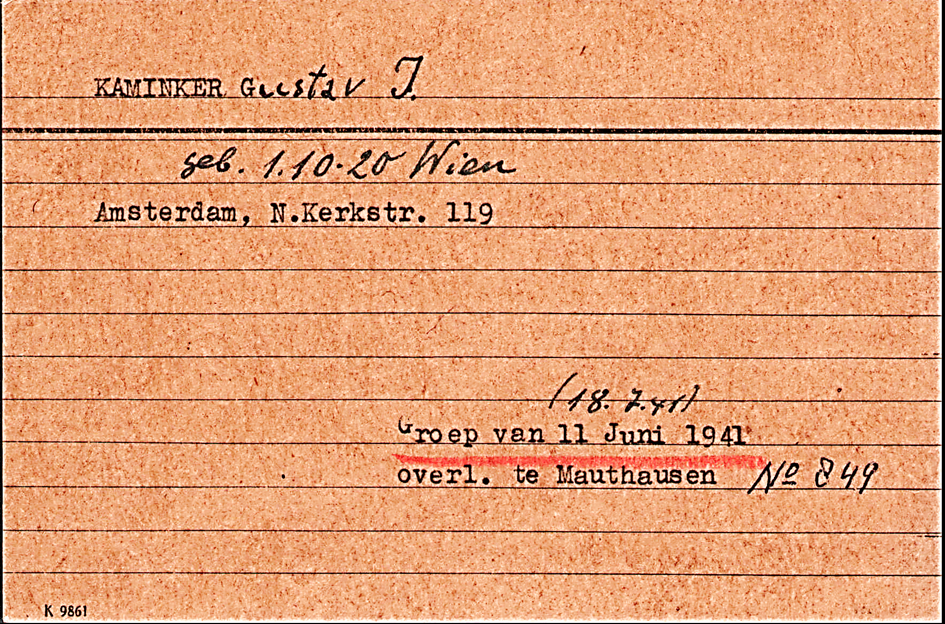 KAMINKER Gustav J.
geb. 1.10-20 Wien
Amsterdam, N.Kerkstr. 119
(18.7.41)
Groep van 11 Juni 1941
overl. te Mauthausen No 849
K 9861